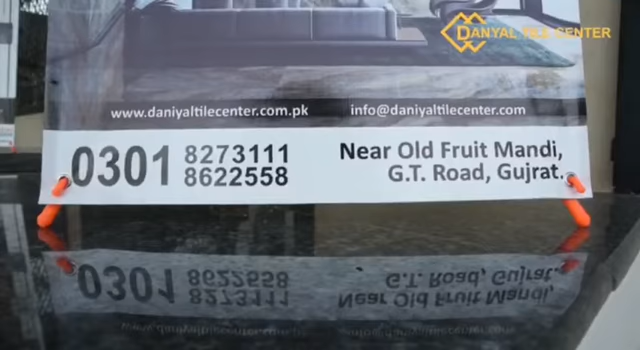 DANYAL TILE CENTER
www.daniyaltilecenter.com.pk info@daniyaltilecenter.com
0301 8273111
8622558
Near Old Fruit Mandi,
G.T. Road, Gujrat.